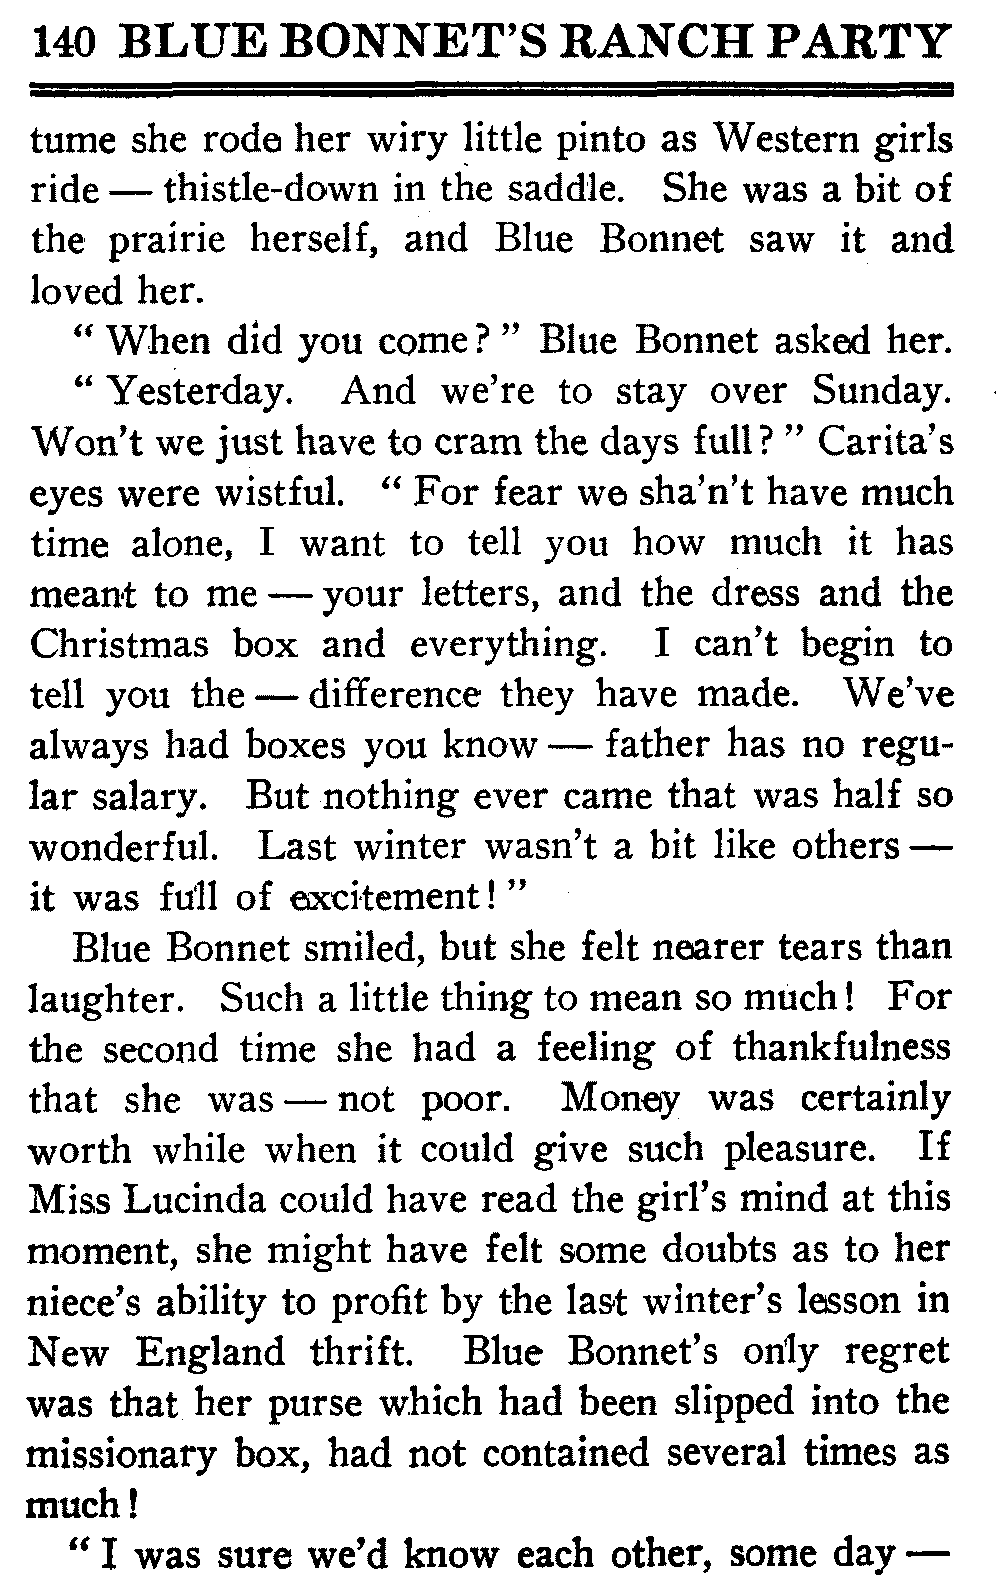 140 BLUE BONNET'S RANCH PARTY
tume she rode her wiry little pinto as Western girls
ride — thistle-down in the saddle. She was a bit of
the prairie herself, and Blue Bonnet saw it and
loved her.
" When did you come? " Blue Bonnet asked her.
" Yesterday. And we're to stay over Sunday.
Won't we just have to cram the days full? " Carita's
eyes were wistful. " For fear we sha'n't have much
time alone, I want to tell you how much it has
meant to me — your letters, and the dress and the
Christmas box and everything. I can't begin to
tell you the — difference they have made. We've
always had boxes you know — father has no regu-
lar salary. But nothing ever came that was half so
wonderful. Last winter wasn't a bit like others —
it was full of excitement! "
Blue Bonnet smiled, but she felt nearer tears than
laughter. Such a little thing to mean so much! For
the second time she had a feeling of thankfulness
that she was — not poor. Money was certainly
worth while when it could give such pleasure. If
Miss Lucinda could have read the girl's mind at this
moment, she might have felt some doubts as to her
niece's ability to profit by the last winter's lesson in
New England thrift. Blue Bonnet's only regret
was that her purse which had been slipped into the
missionary box, had not contained several times as
much!
" I was sure we'd know each other, some day —